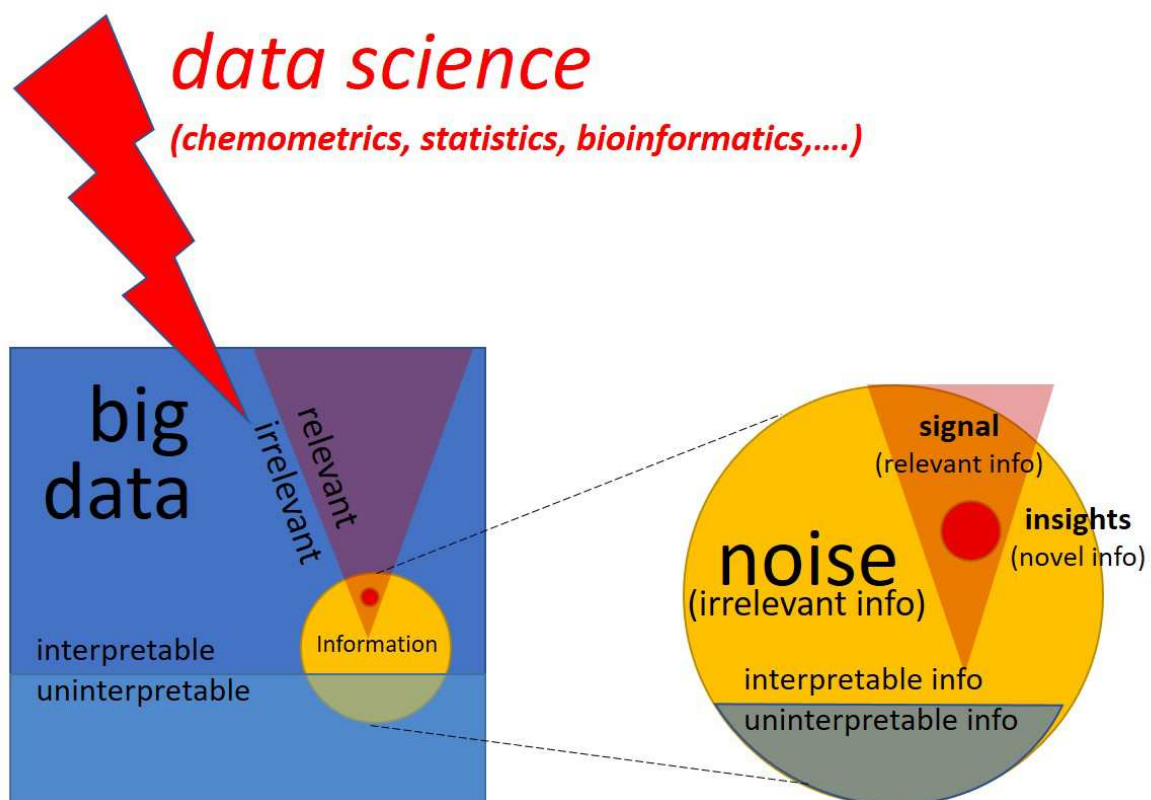 data science
(chemometrics, statistics, bioinformatics,....)
big
data
relevant
irrelevant
Information
interpretable
uninterpretable
signal
(relevant info)
insights
(novel info)
noise
(irrelevant info)
interpretable info
uninterpretable info